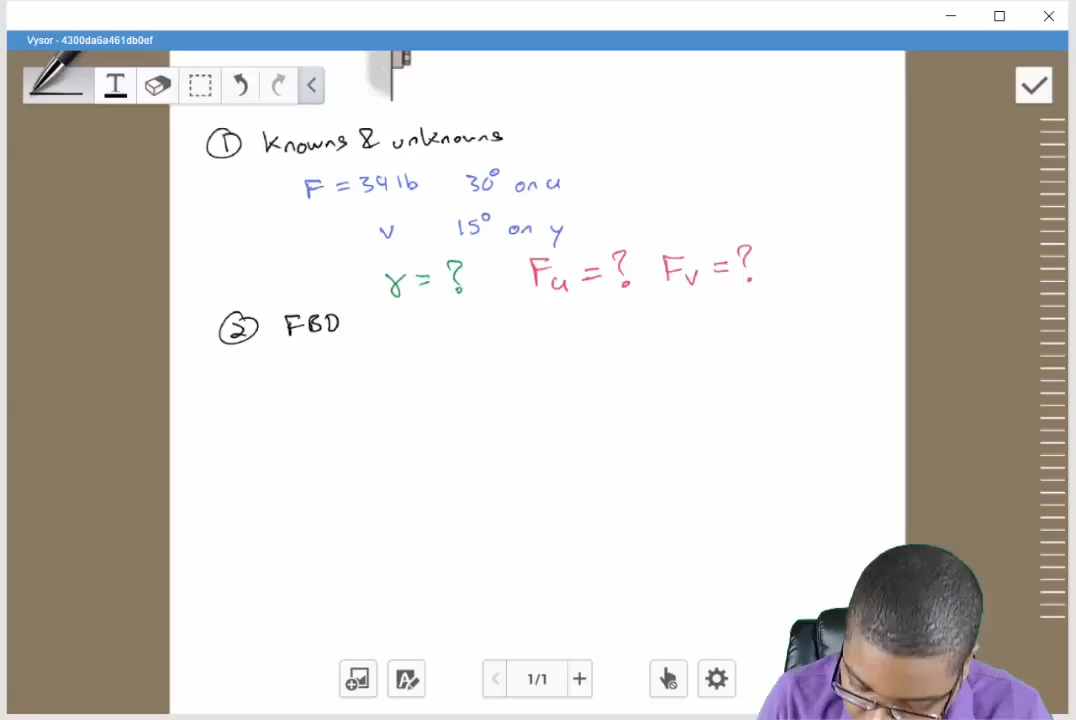 Vysor - 4300da6a461db0ef
T
① Knowns & unknowns
F = 34 lb 30° on u
v 15° on y
γ = ? Fu = ? Fv = ?
② FBD
1/1